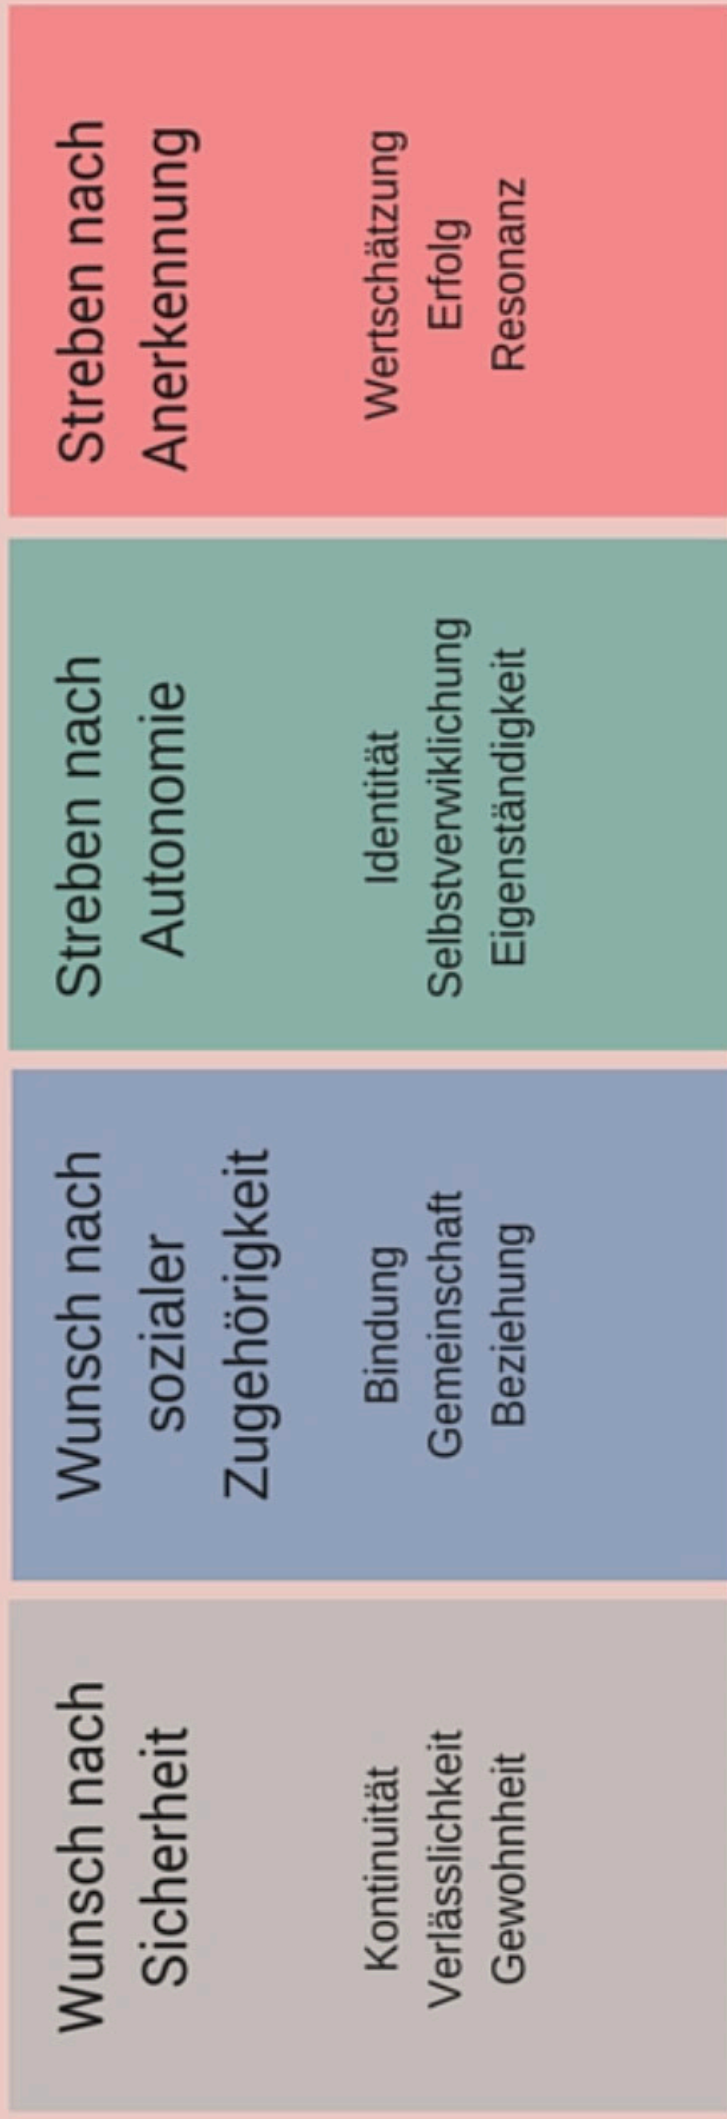 Wunsch nach
Sicherheit
Kontinuität
Verlässlichkeit
Gewohnheit
Wunsch nach
sozialer
Zugehörigkeit
Bindung
Gemeinschaft
Beziehung
Streben nach
Autonomie
Identität
Selbstverwiklichung
Eigenständigkeit
Streben nach
Anerkennung
Wertschätzung
Erfolg
Resonanz